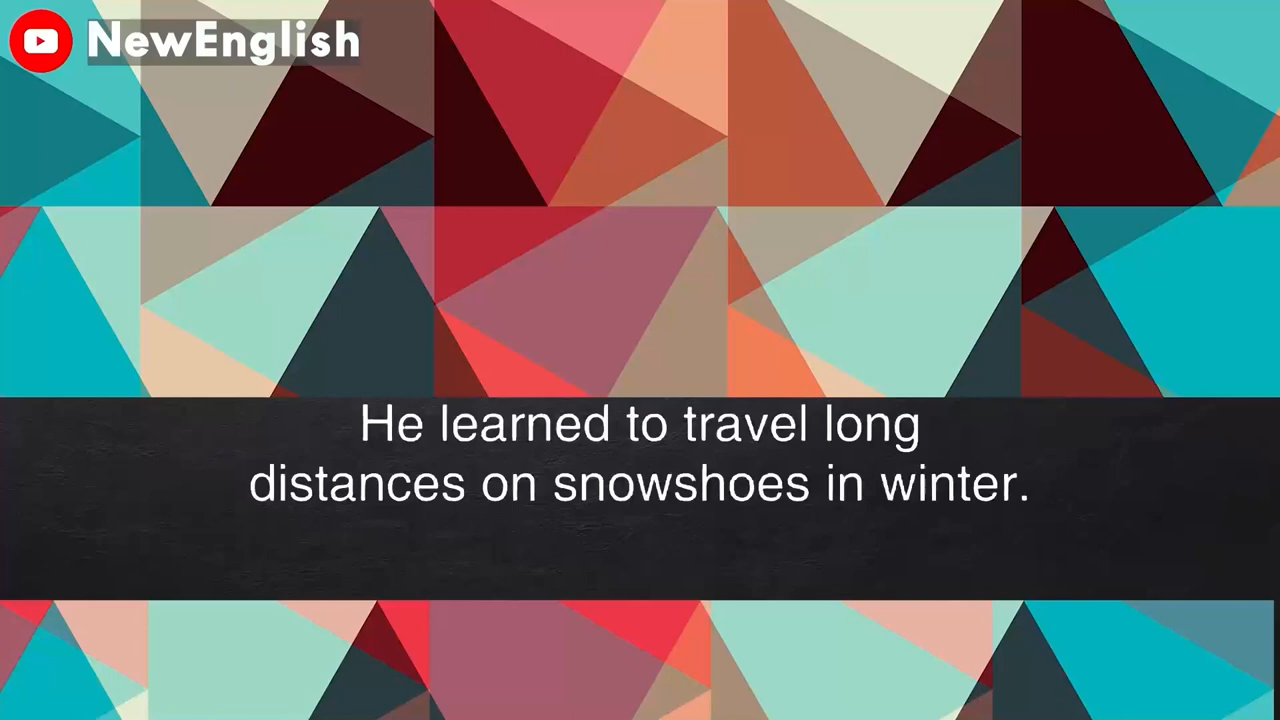 NewEnglish
He learned to travel long
distances on snowshoes in winter.